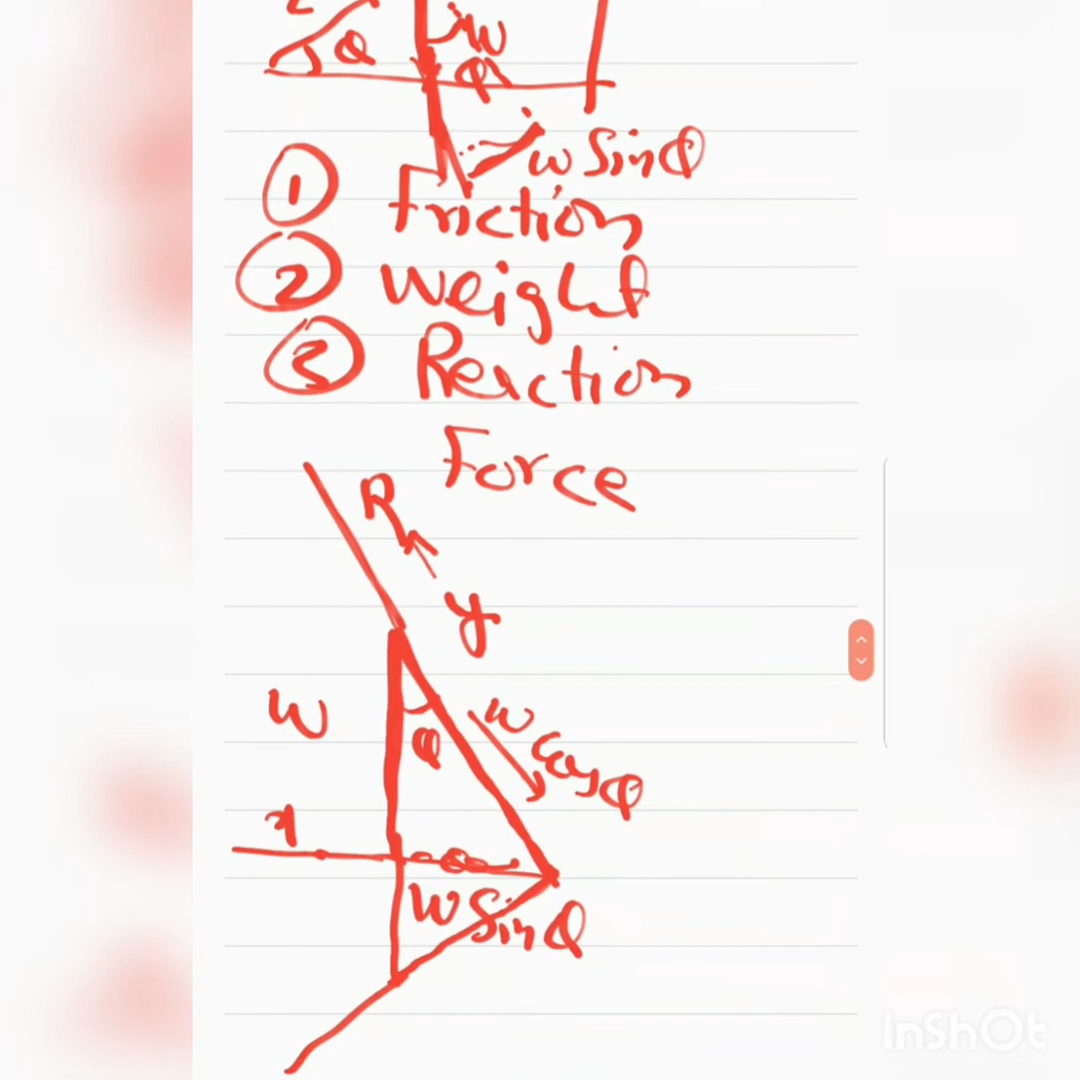 θ
W
θ
W Sinθ
① Friction
② Weight
③ Reaction
Force
R
y
W
θ
W Cosθ
x
W Sinθ
InShOt